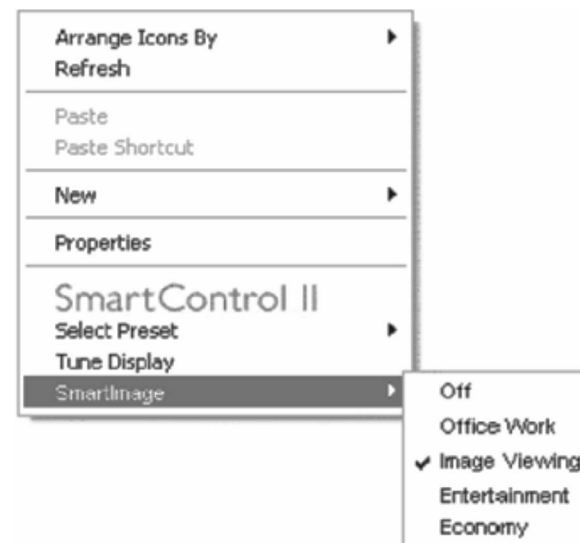 Arrange Icons By
Refresh
Paste
Paste Shortcut
New
Properties
SmartControl II
Select Preset
Tune Display
SmartImage
Off
Office Work
Image Viewing
Entertainment
Economy